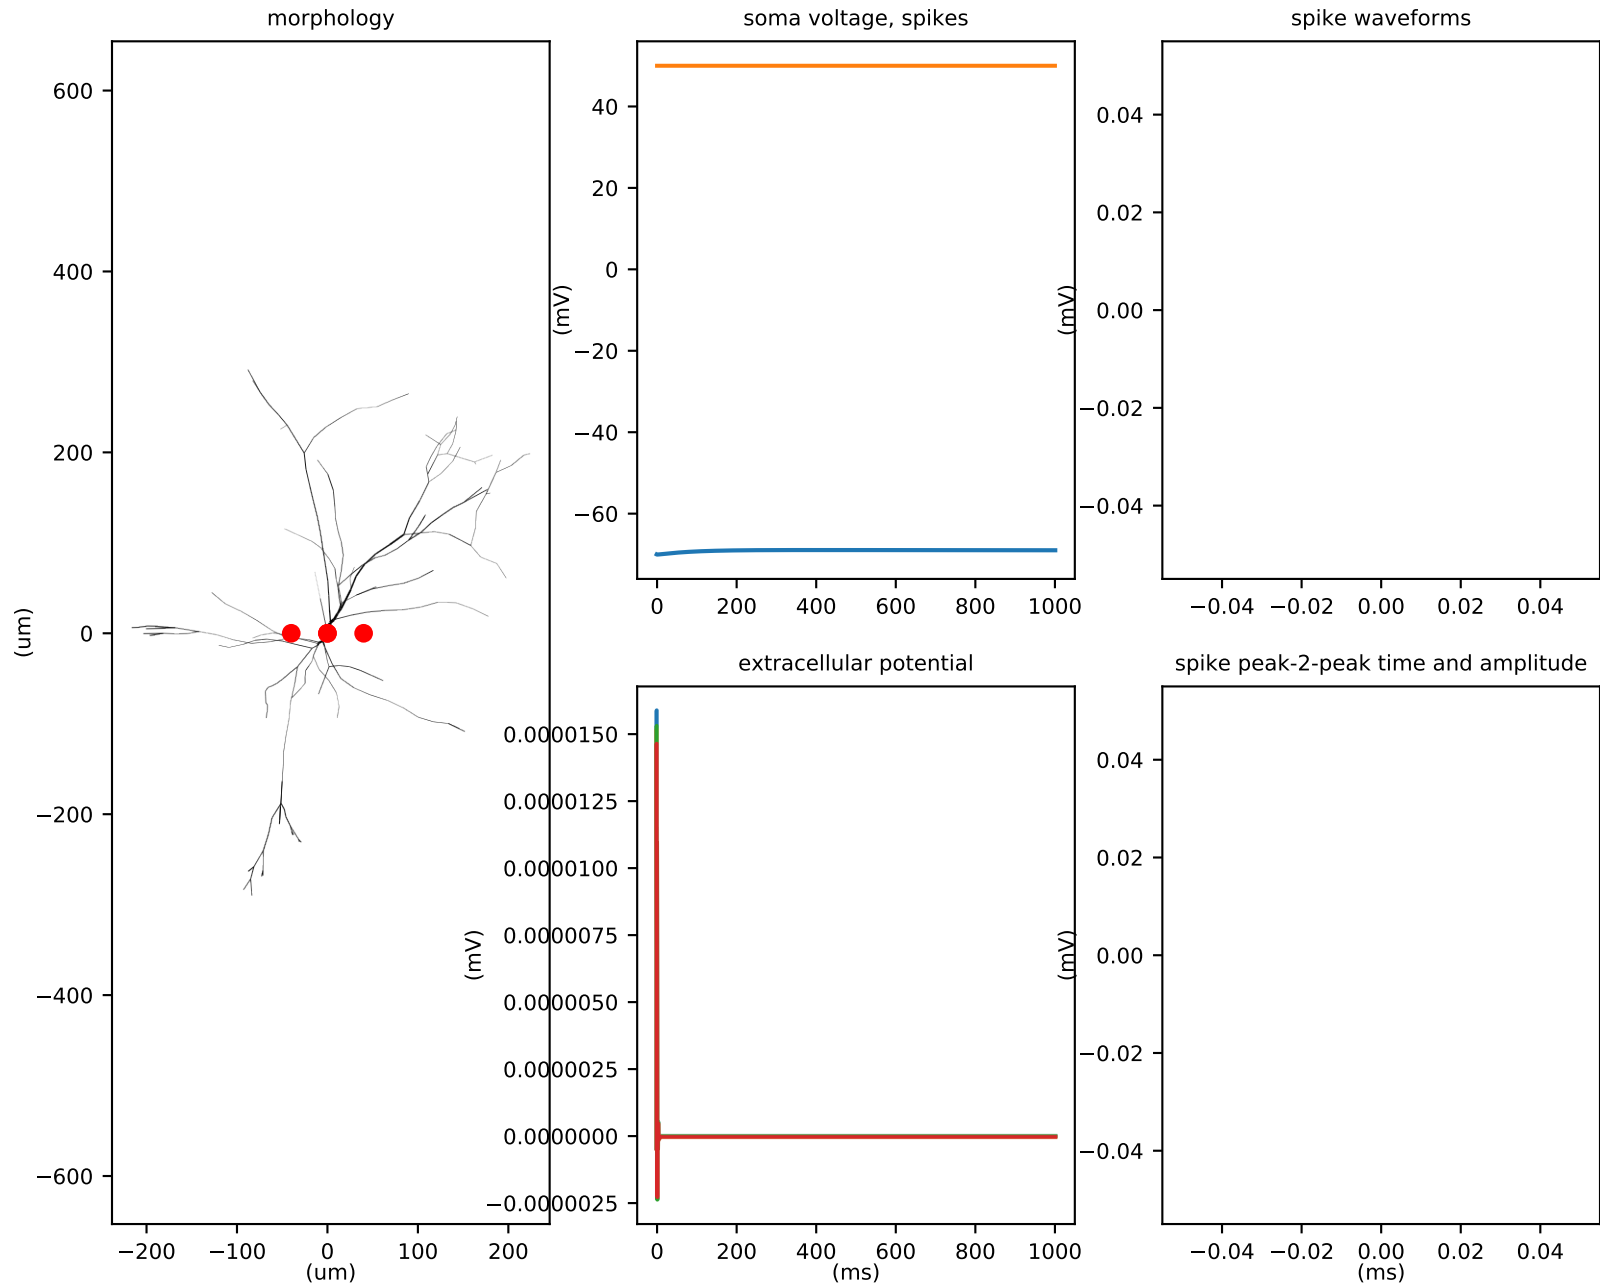 morphology
600
400
200
0
−200
−400
−600
(um)
−200 −100 0 100 200
(um)
soma voltage, spikes
40
20
0
−20
−40
−60
(mV)
0 200 400 600 800 1000
spike waveforms
0.04
0.02
0.00
−0.02
−0.04
(mV)
−0.04 −0.02 0.00 0.02 0.04
extracellular potential
0.0000150
0.0000125
0.0000100
0.0000075
0.0000050
0.0000025
0.0000000
−0.0000025
(mV)
0 200 400 600 800 1000
(ms)
spike peak-2-peak time and amplitude
0.04
0.02
0.00
−0.02
−0.04
(mV)
−0.04 −0.02 0.00 0.02 0.04
(ms)